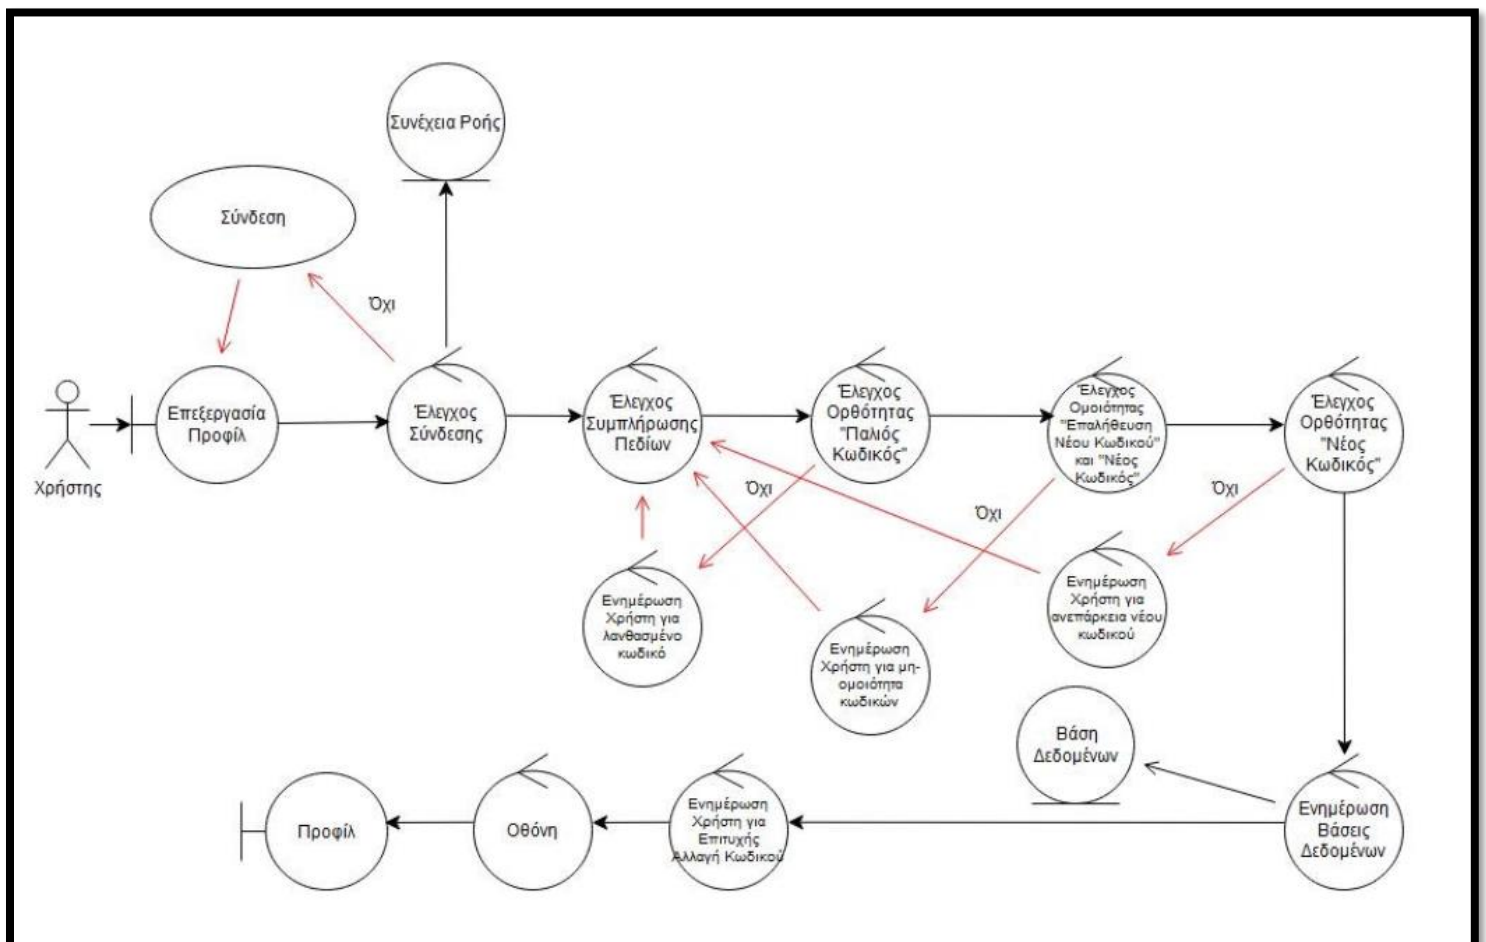 Συνέχεια Ροής
Σύνδεση
Όχι
Χρήστης
Επεξεργασία
Προφίλ
Έλεγχος
Σύνδεσης
Έλεγχος
Συμπλήρωσης
Πεδίων
Έλεγχος
Ορθότητας
"Παλιός
Κωδικός"
Έλεγχος
Ομοιότητας
"Επαλήθευση
Νέου Κωδικού"
και "Νέος
Κωδικός"
Έλεγχος
Ορθότητας
"Νέος
Κωδικός"
Όχι
Όχι
Όχι
Ενημέρωση
Χρήστη για
λανθασμένο
κωδικό
Ενημέρωση
Χρήστη για μη-
ομοιότητα
κωδικών
Ενημέρωση
Χρήστη για
ανεπάρκεια νέου
κωδικού
Βάση
Δεδομένων
Προφίλ
Οθόνη
Ενημέρωση
Χρήστη για
Επιτυχής
Αλλαγή Κωδικού
Ενημέρωση
Βάσεις
Δεδομένων